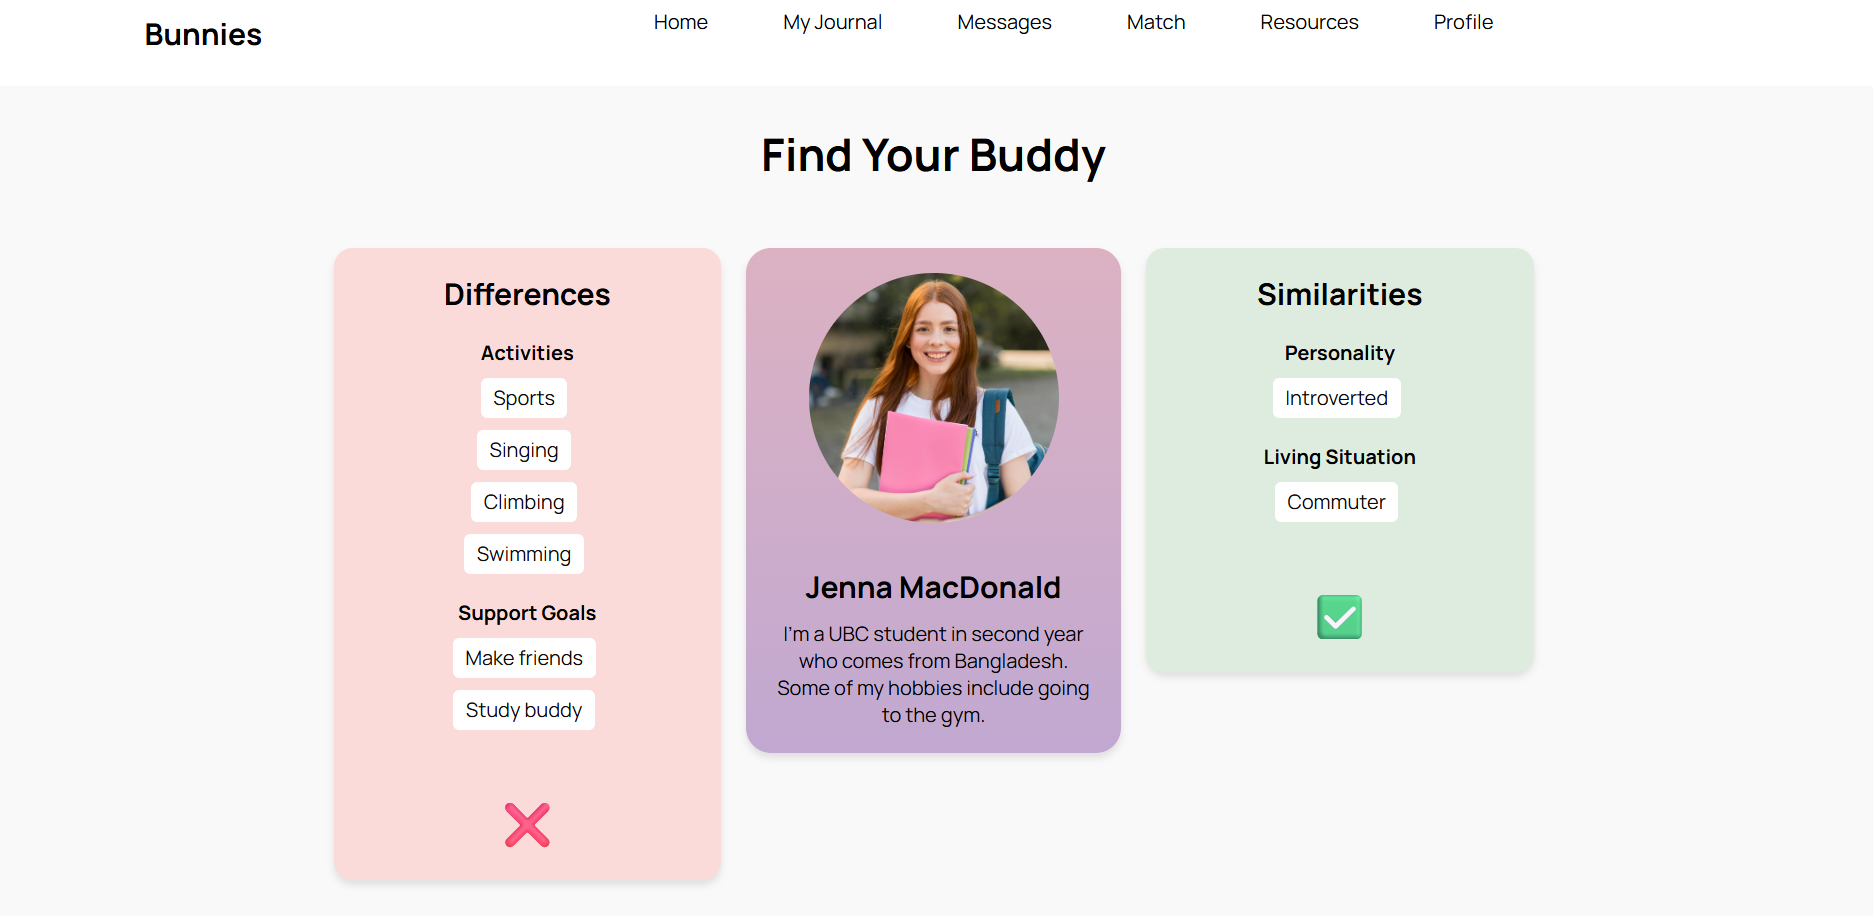 Bunnies
Home
My Journal
Messages
Match
Resources
Profile
Find Your Buddy
Differences
Activities
Sports
Singing
Climbing
Swimming
Support Goals
Make friends
Study buddy
Jenna MacDonald
I'm a UBC student in second year
who comes from Bangladesh.
Some of my hobbies include going
to the gym.
Similarities
Personality
Introverted
Living Situation
Commuter